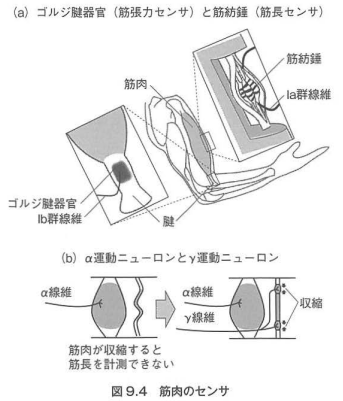 (a) ゴルジ腱器官(筋張力センサ)と筋紡錘(筋長センサ)
筋肉
筋紡錘
Ia群線維
ゴルジ腱器官
Ib群線維
腱
(b) α運動ニューロンとγ運動ニューロン
α線維
筋肉が収縮すると
筋長を計測できない
α線維
γ線維
収縮
図9.4 筋肉のセンサ